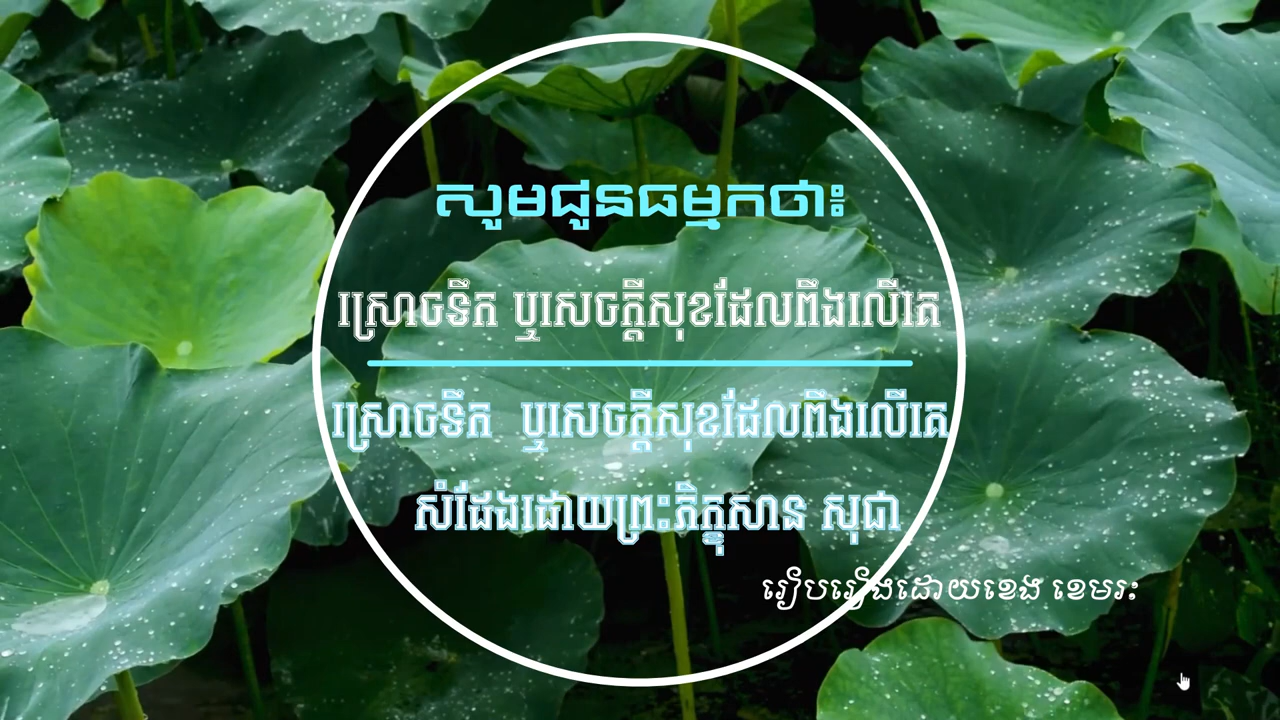 សូមជូនធម្មកថា៖
ស្រោចទឹក ឬសេចក្តីសុខដែលពឹងលើគេ
ស្រោចទឹក  ឬសេចក្តីសុខដែលពឹងលើគេ
សំដែងដោយព្រះភិក្ខុសាន សុជា
រៀបរៀងដោយខេង ខេមរះ